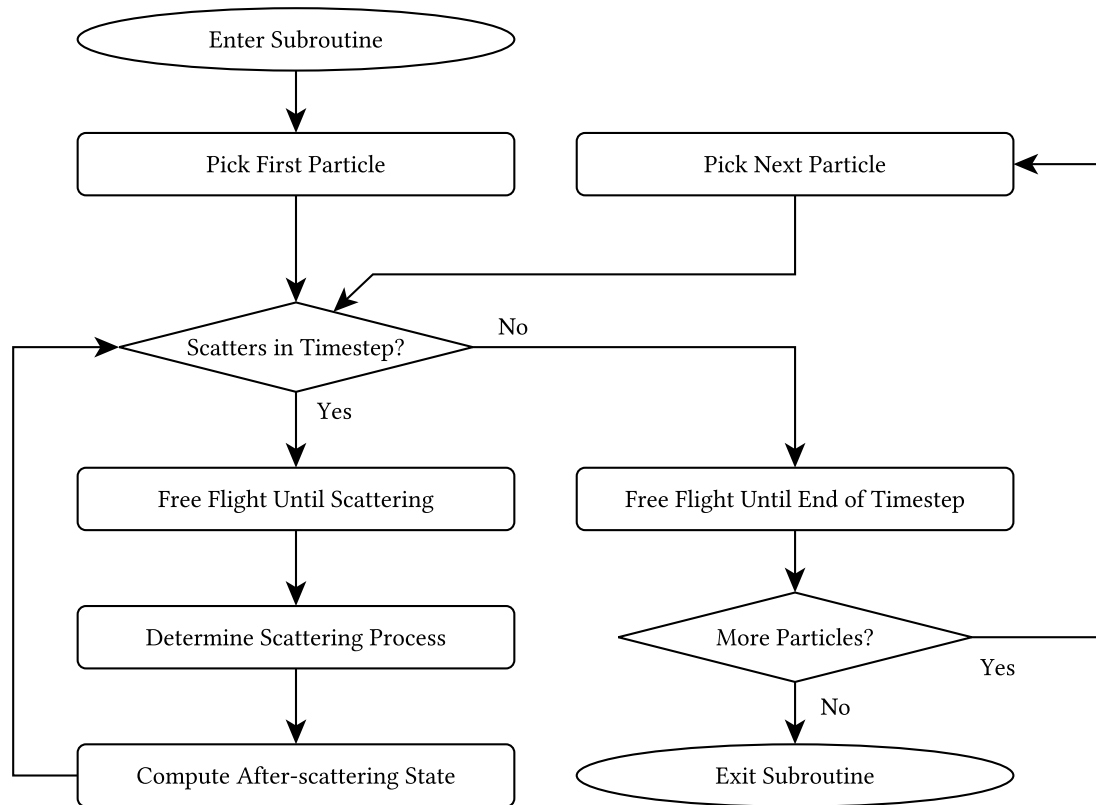 Enter Subroutine
Pick First Particle
Pick Next Particle
Scatters in Timestep?
No
Yes
Free Flight Until Scattering
Free Flight Until End of Timestep
Determine Scattering Process
More Particles?
Yes
No
Compute After-scattering State
Exit Subroutine